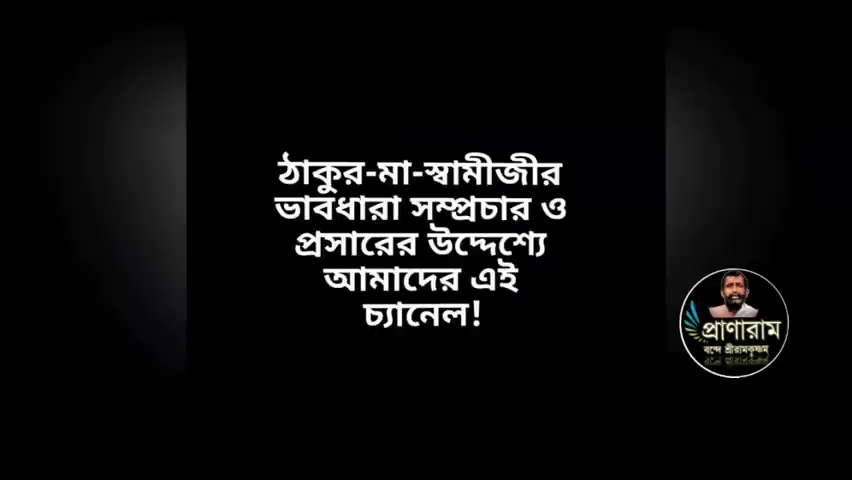 ঠাকুর-মা-স্বামীজীর
ভাবধারা সম্প্রচার ও
প্রসারের উদ্দেশ্যে
আমাদের এই
চ্যানেল!
প্রাণারাম
বন্দে শ্রীরামকৃষ্ণম